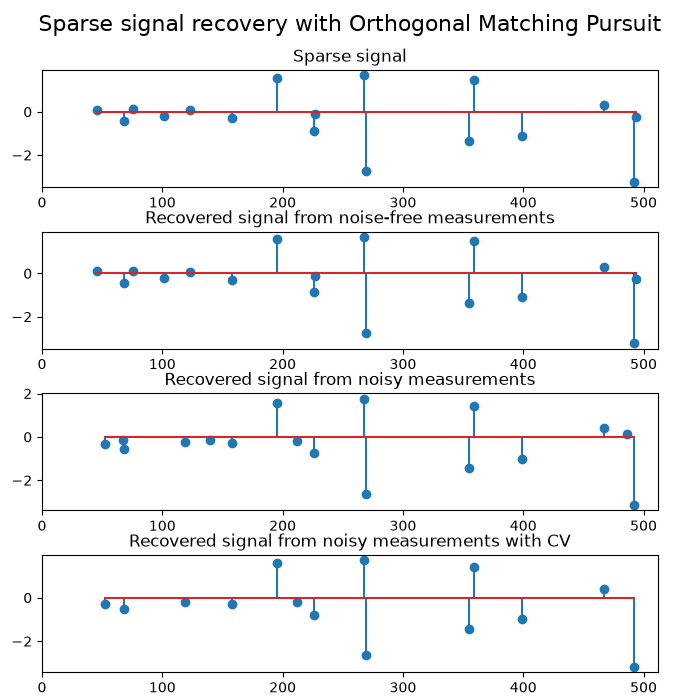 Sparse signal recovery with Orthogonal Matching Pursuit
Sparse signal
0
−2
0 100 200 300 400 500
Recovered signal from noise-free measurements
0
−2
0 100 200 300 400 500
Recovered signal from noisy measurements
2
0
−2
0 100 200 300 400 500
Recovered signal from noisy measurements with CV
0
−2
0 100 200 300 400 500